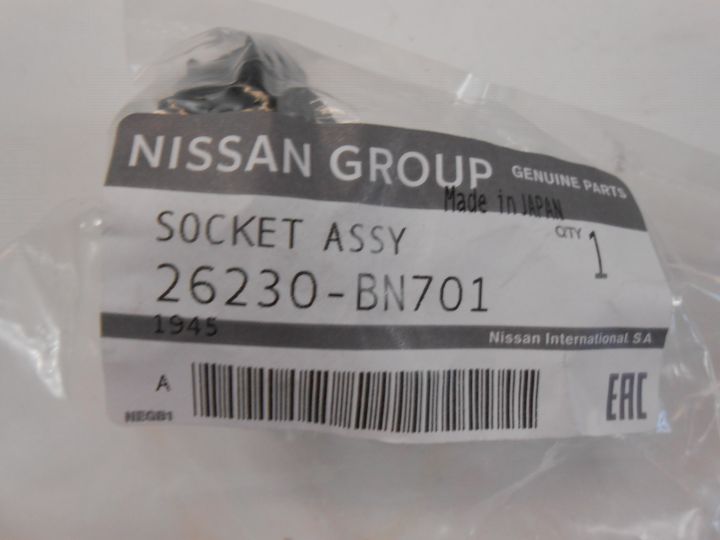 NISSAN GROUP GENUINE PARTS
Made in JAPAN
SOCKET ASSY QTY 1
26230-BN701
1945
Nissan International S.A.
A
EAC
NEGB1